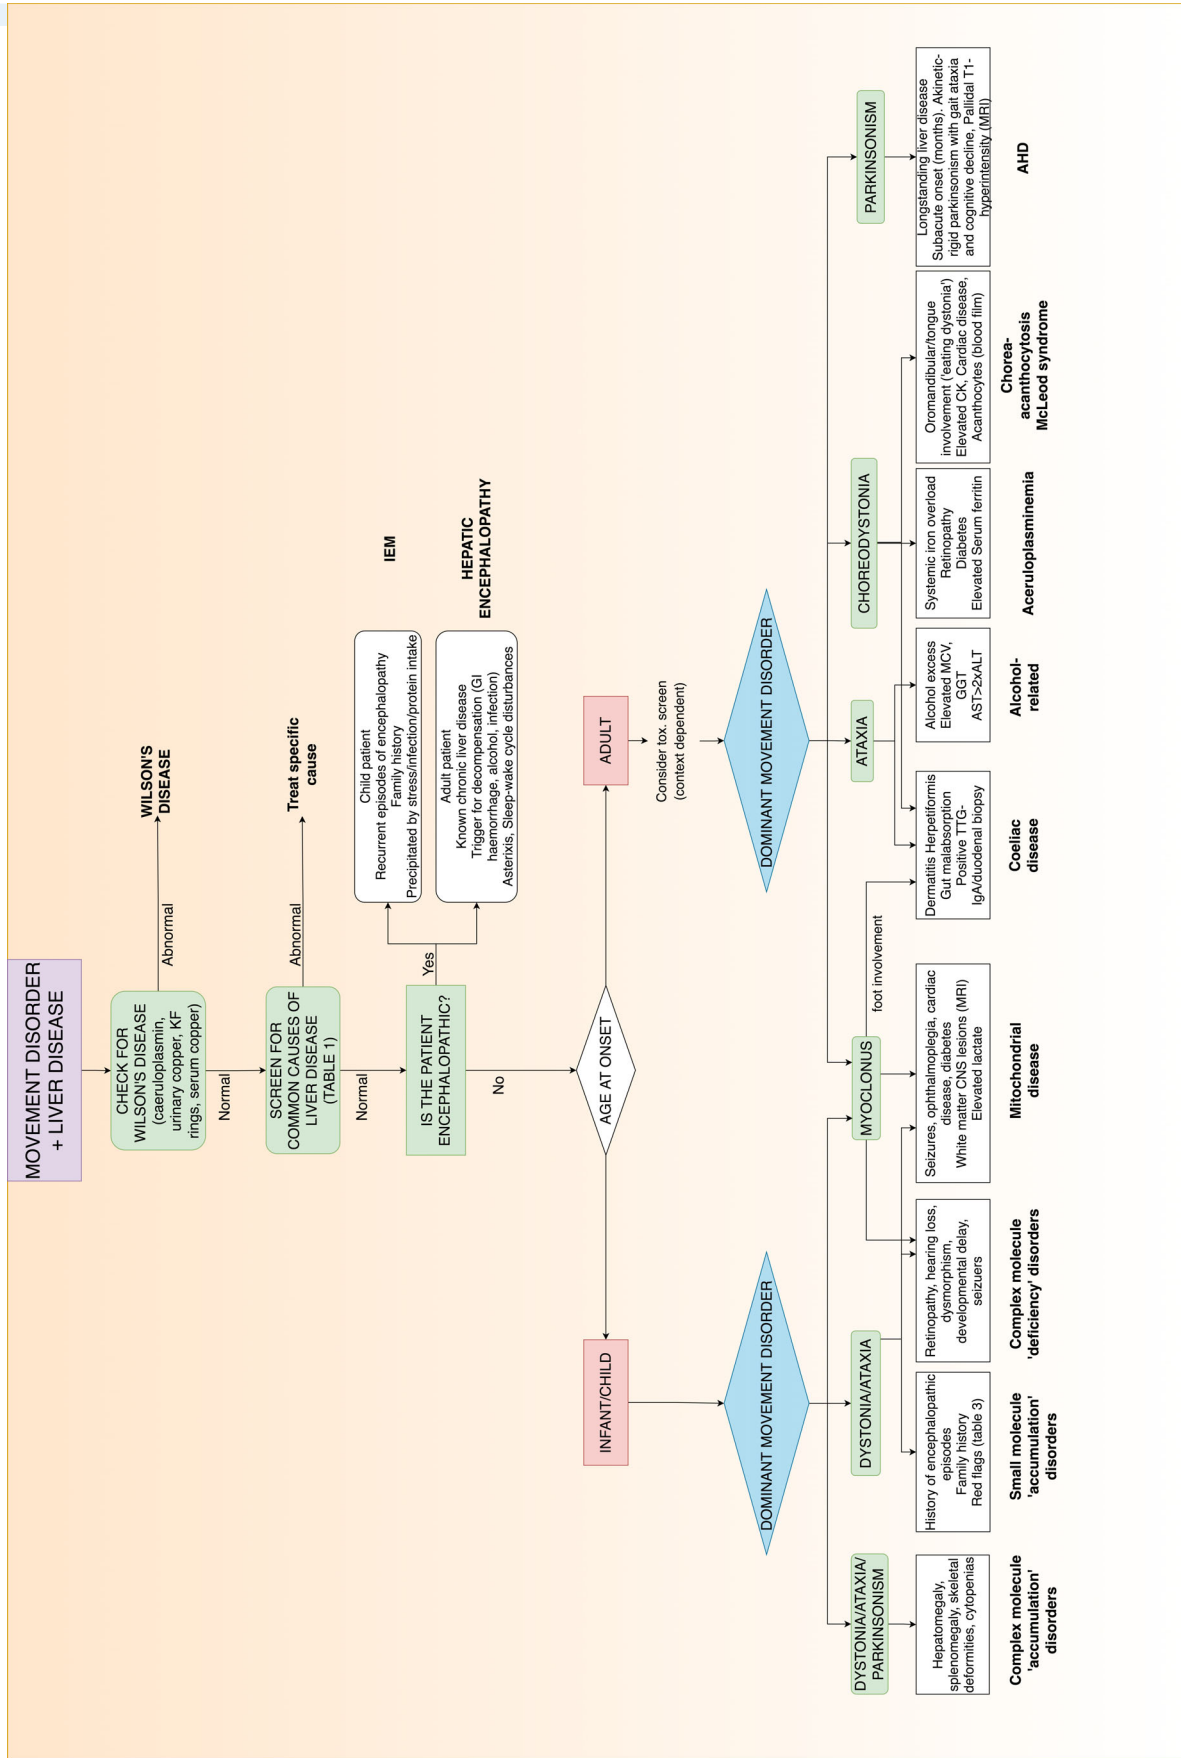 MOVEMENT DISORDER
+ LIVER DISEASE
CHECK FOR
WILSON'S DISEASE
(caeruloplasmin,
urinary copper, KF
rings, serum copper)
Abnormal
WILSON'S
DISEASE
Normal
SCREEN FOR
COMMON CAUSES OF
LIVER DISEASE
(TABLE 1)
Abnormal
Treat specific
cause
Normal
IS THE PATIENT
ENCEPHALOPATHIC?
Yes
Child patient
Recurrent episodes of encephalopathy
Family history
Precipitated by stress/infection/protein intake
IEM
Adult patient
Known chronic liver disease
Trigger for decompensation (GI
haemorrhage, alcohol, infection)
Asterixis, Sleep-wake cycle disturbances
HEPATIC
ENCEPHALOPATHY
No
AGE AT ONSET
INFANT/CHILD
ADULT
Consider tox. screen
(context dependent)
DOMINANT MOVEMENT DISORDER
DOMINANT MOVEMENT DISORDER
DYSTONIA/ATAXIA/
PARKINSONISM
DYSTONIA/ATAXIA
MYOCLONUS
foot involvement
ATAXIA
CHOREODYSTONIA
PARKINSONISM
Hepatomegaly,
splenomegaly, skeletal
deformities, cytopenias
Complex molecule
'accumulation'
disorders
History of encephalopathic
episodes
Family history
Red flags (table 3)
Small molecule
'accumulation'
disorders
Retinopathy, hearing loss,
dysmorphism,
developmental delay,
seizuers
Complex molecule
'deficiency' disorders
Seizures, ophthalmoplegia, cardiac
disease, diabetes
White matter CNS lesions (MRI)
Elevated lactate
Mitochondrial
disease
Dermatitis Herpetiformis
Gut malabsorption
Positive TTG-
IgA/duodenal biopsy
Coeliac
disease
Alcohol excess
Elevated MCV,
GGT
AST>2xALT
Alcohol-
related
Systemic iron overload
Retinopathy
Diabetes
Elevated Serum ferritin
Aceruloplasminemia
Oromandibular/tongue
involvement ('eating dystonia')
Elevated CK, Cardiac disease,
Acanthocytes (blood film)
Chorea-
acanthocytosis
McLeod syndrome
Longstanding liver disease
Subacute onset (months). Akinetic-
rigid parkinsonism with gait ataxia
and cognitive decline, Pallidal T1-
hyperintensity (MRI)
AHD